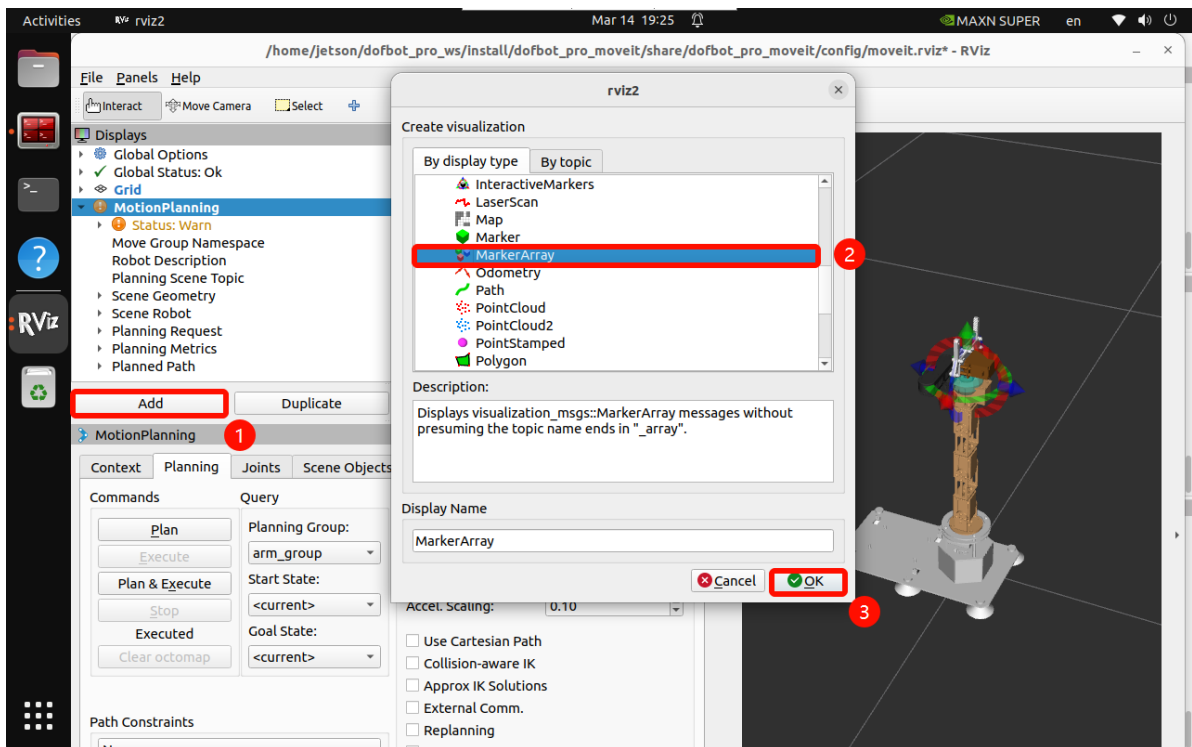 Activities
RViz rviz2
Mar 14 19:25
MAXN SUPER
en
/home/jetson/dofbot_pro_ws/install/dofbot_pro_moveit/share/dofbot_pro_moveit/config/moveit.rviz* - RViz
File Panels Help
Interact
Move Camera
Select
Displays
Global Options
Global Status: Ok
Grid
MotionPlanning
Status: Warn
Move Group Namespace
Robot Description
Planning Scene Topic
Scene Geometry
Scene Robot
Planning Request
Planning Metrics
Planned Path
Add
Duplicate
1
MotionPlanning
Context
Planning
Joints
Scene Objects
Commands
Query
Plan
Execute
Plan & Execute
Stop
Executed
Clear octomap
Planning Group:
arm_group
Start State:
<current>
Goal State:
<current>
Path Constraints
Accel. Scaling:
0.10
Use Cartesian Path
Collision-aware IK
Approx IK Solutions
External Comm.
Replanning
rviz2
Create visualization
By display type
By topic
InteractiveMarkers
LaserScan
Map
Marker
MarkerArray
2
Odometry
Path
PointCloud
PointCloud2
PointStamped
Polygon
Description:
Displays visualization_msgs::MarkerArray messages without
presuming the topic name ends in "_array".
Display Name
MarkerArray
Cancel
OK
3
RViz